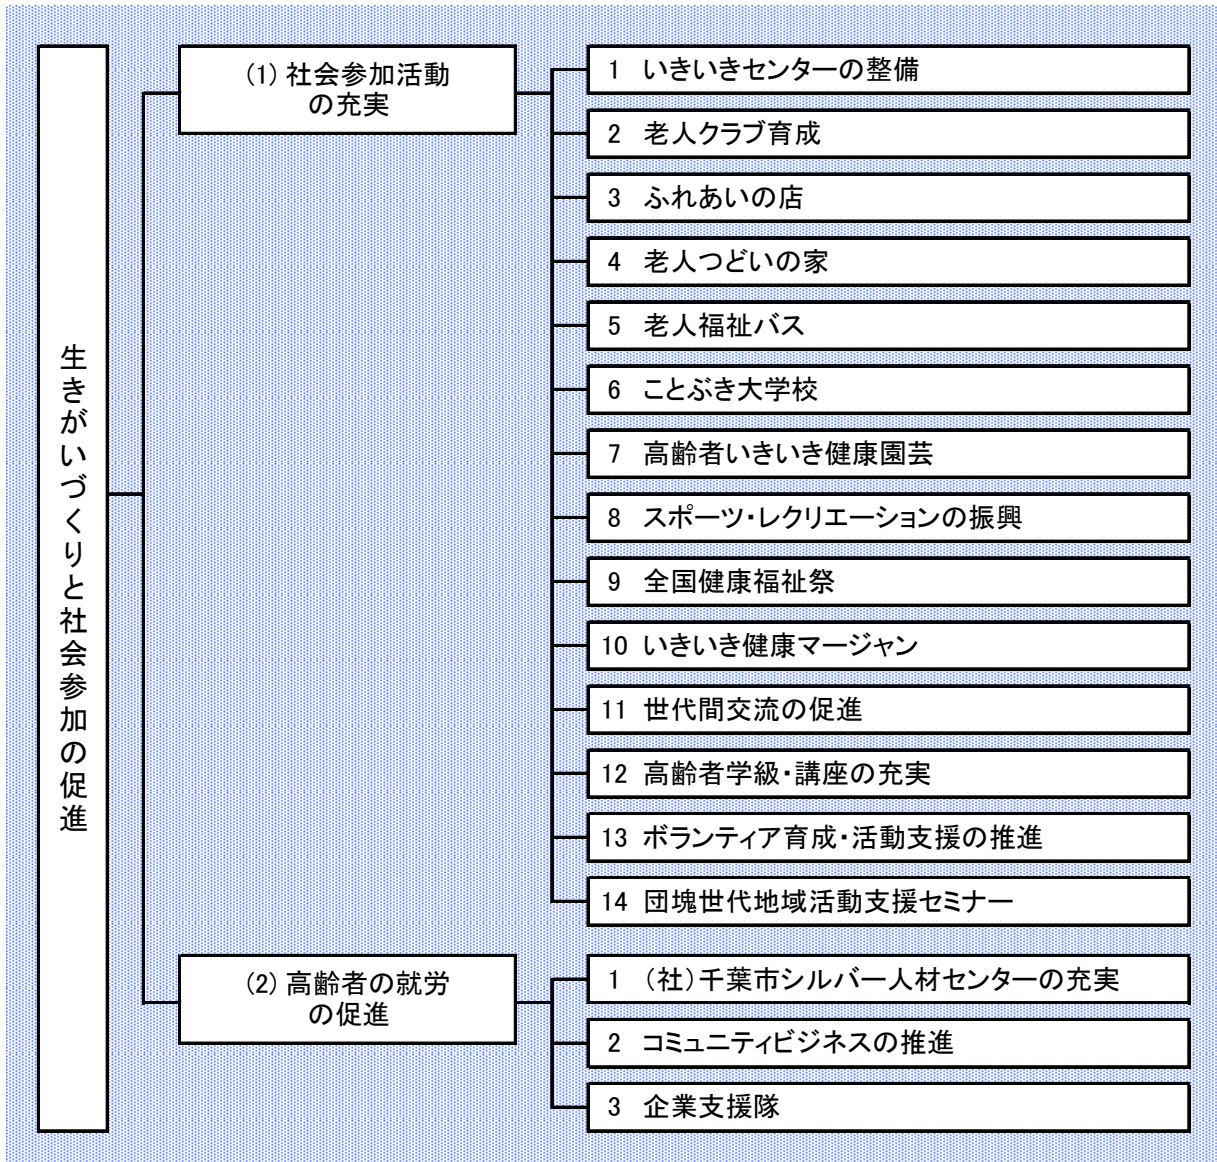 生きがいづくりと社会参加の促進
(1) 社会参加活動
の充実
1 いきいきセンターの整備
2 老人クラブ育成
3 ふれあいの店
4 老人つどいの家
5 老人福祉バス
6 ことぶき大学校
7 高齢者いきいき健康園芸
8 スポーツ・レクリエーションの振興
9 全国健康福祉祭
10 いきいき健康マージャン
11 世代間交流の促進
12 高齢者学級・講座の充実
13 ボランティア育成・活動支援の推進
14 団塊世代地域活動支援セミナー
(2) 高齢者の就労
の促進
1 （社）千葉市シルバー人材センターの充実
2 コミュニティビジネスの推進
3 企業支援隊